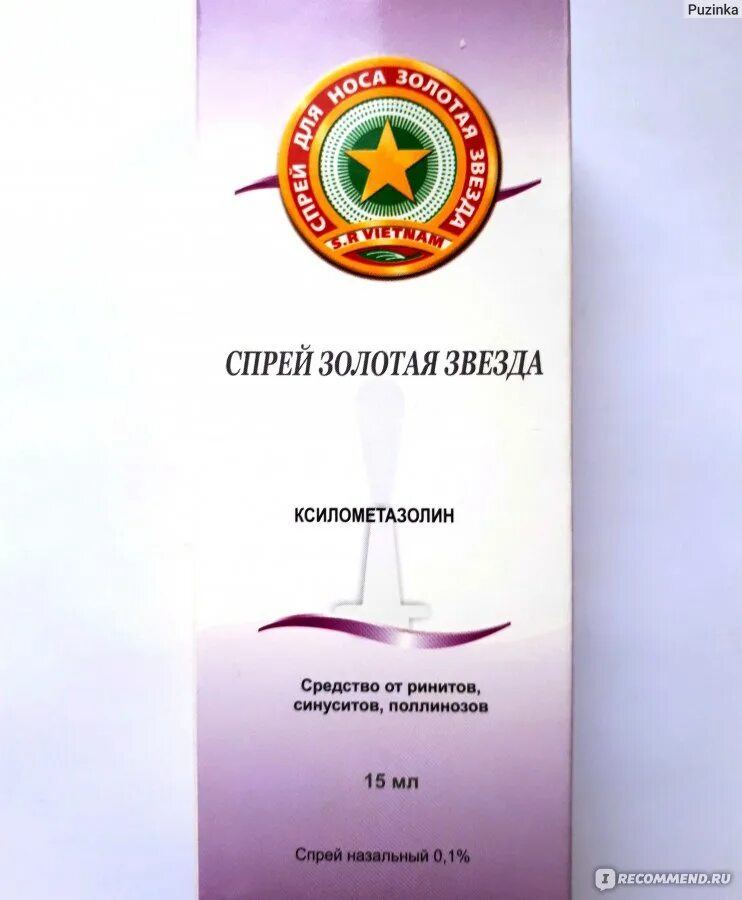 Puzinka
СПРЕЙ ДЛЯ НОСА ЗОЛОТАЯ ЗВЕЗДА
S.R VIETNAM
СПРЕЙ ЗОЛОТАЯ ЗВЕЗДА
КСИЛОМЕТАЗОЛИН
Средство от ринитов,
синуситов, поллинозов
15 мл
Спрей назальный 0,1%
IRECOMMEND.RU